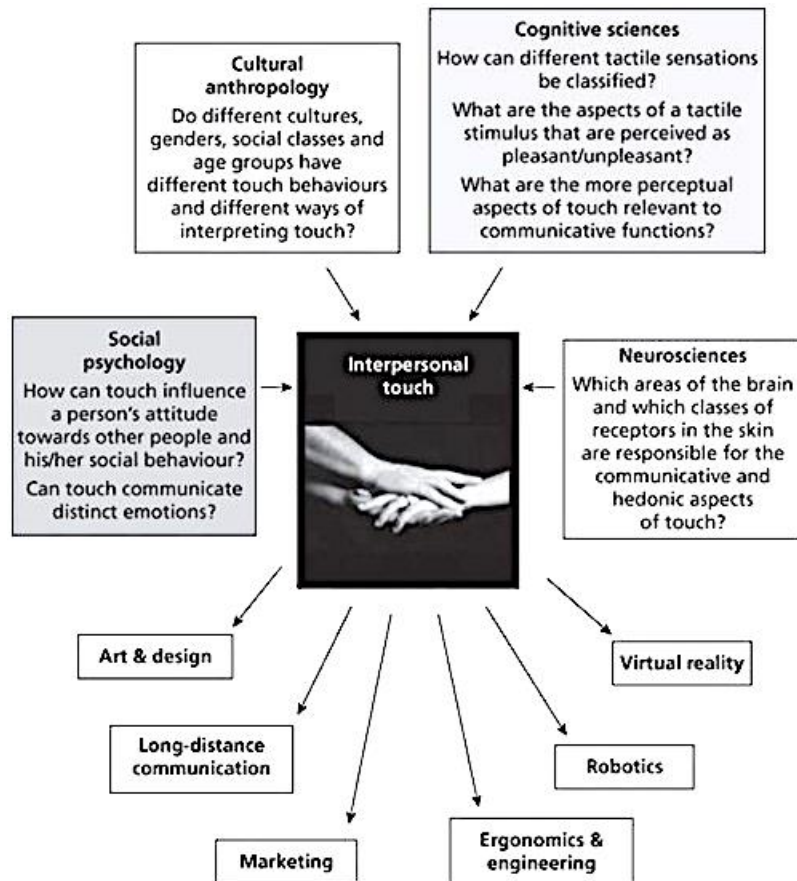 Cultural
anthropology
Do different cultures,
genders, social classes and
age groups have
different touch behaviours
and different ways of
interpreting touch?
Cognitive sciences
How can different tactile sensations
be classified?
What are the aspects of a tactile
stimulus that are perceived as
pleasant/unpleasant?
What are the more perceptual
aspects of touch relevant to
communicative functions?
Social
psychology
How can touch influence
a person's attitude
towards other people and
his/her social behaviour?
Can touch communicate
distinct emotions?
Interpersonal
touch
Neurosciences
Which areas of the brain
and which classes of
receptors in the skin
are responsible for the
communicative and
hedonic aspects
of touch?
Art & design
Virtual reality
Long-distance
communication
Robotics
Marketing
Ergonomics &
engineering